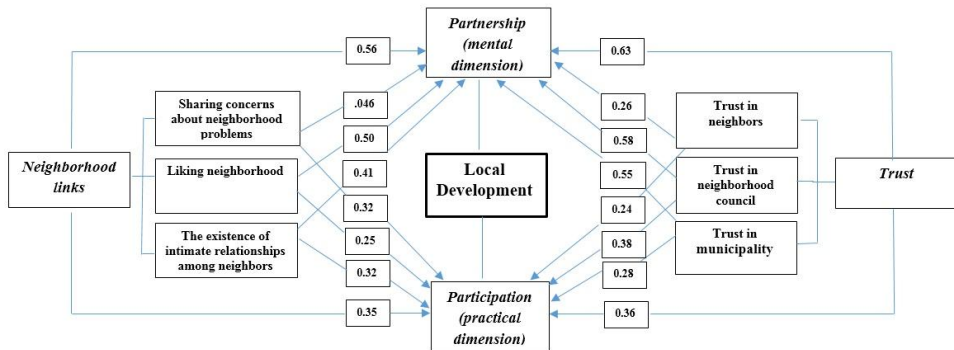 Partnership
(mental
dimension)
0.56
0.63
Sharing concerns
about neighborhood
problems
.046
0.26
Trust in
neighbors
0.50
0.58
Neighborhood
links
Liking neighborhood
0.41
Local
Development
0.55
Trust in
neighborhood
council
Trust
0.32
0.24
The existence of
intimate relationships
among neighbors
0.25
0.38
Trust in
municipality
0.32
0.28
0.35
Participation
(practical
dimension)
0.36